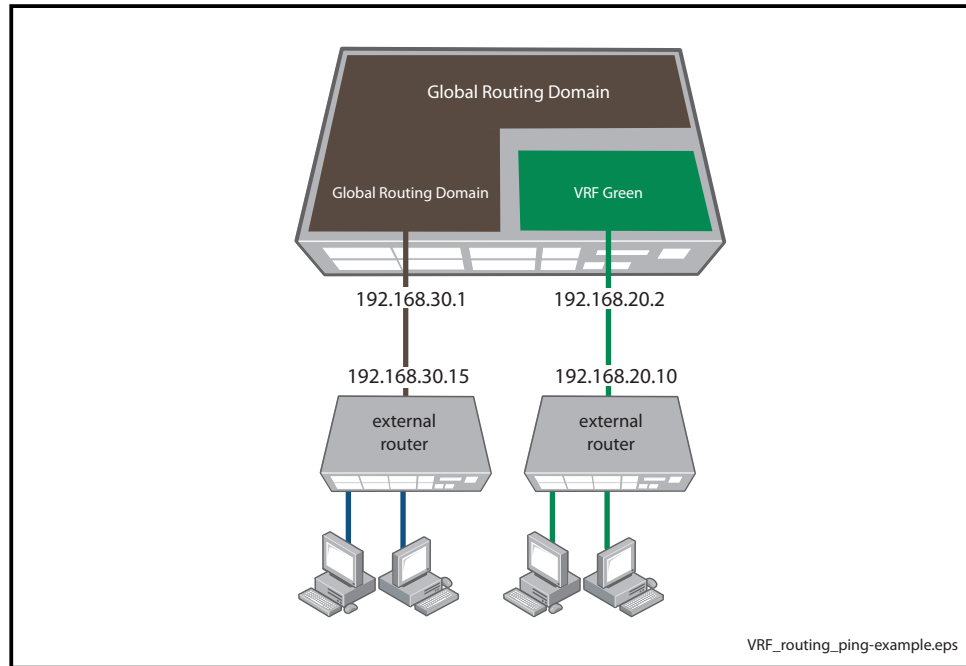 Global Routing Domain
Global Routing Domain
VRF Green
192.168.30.1
192.168.20.2
192.168.30.15
192.168.20.10
external
router
external
router
VRF_routing_ping-example.eps